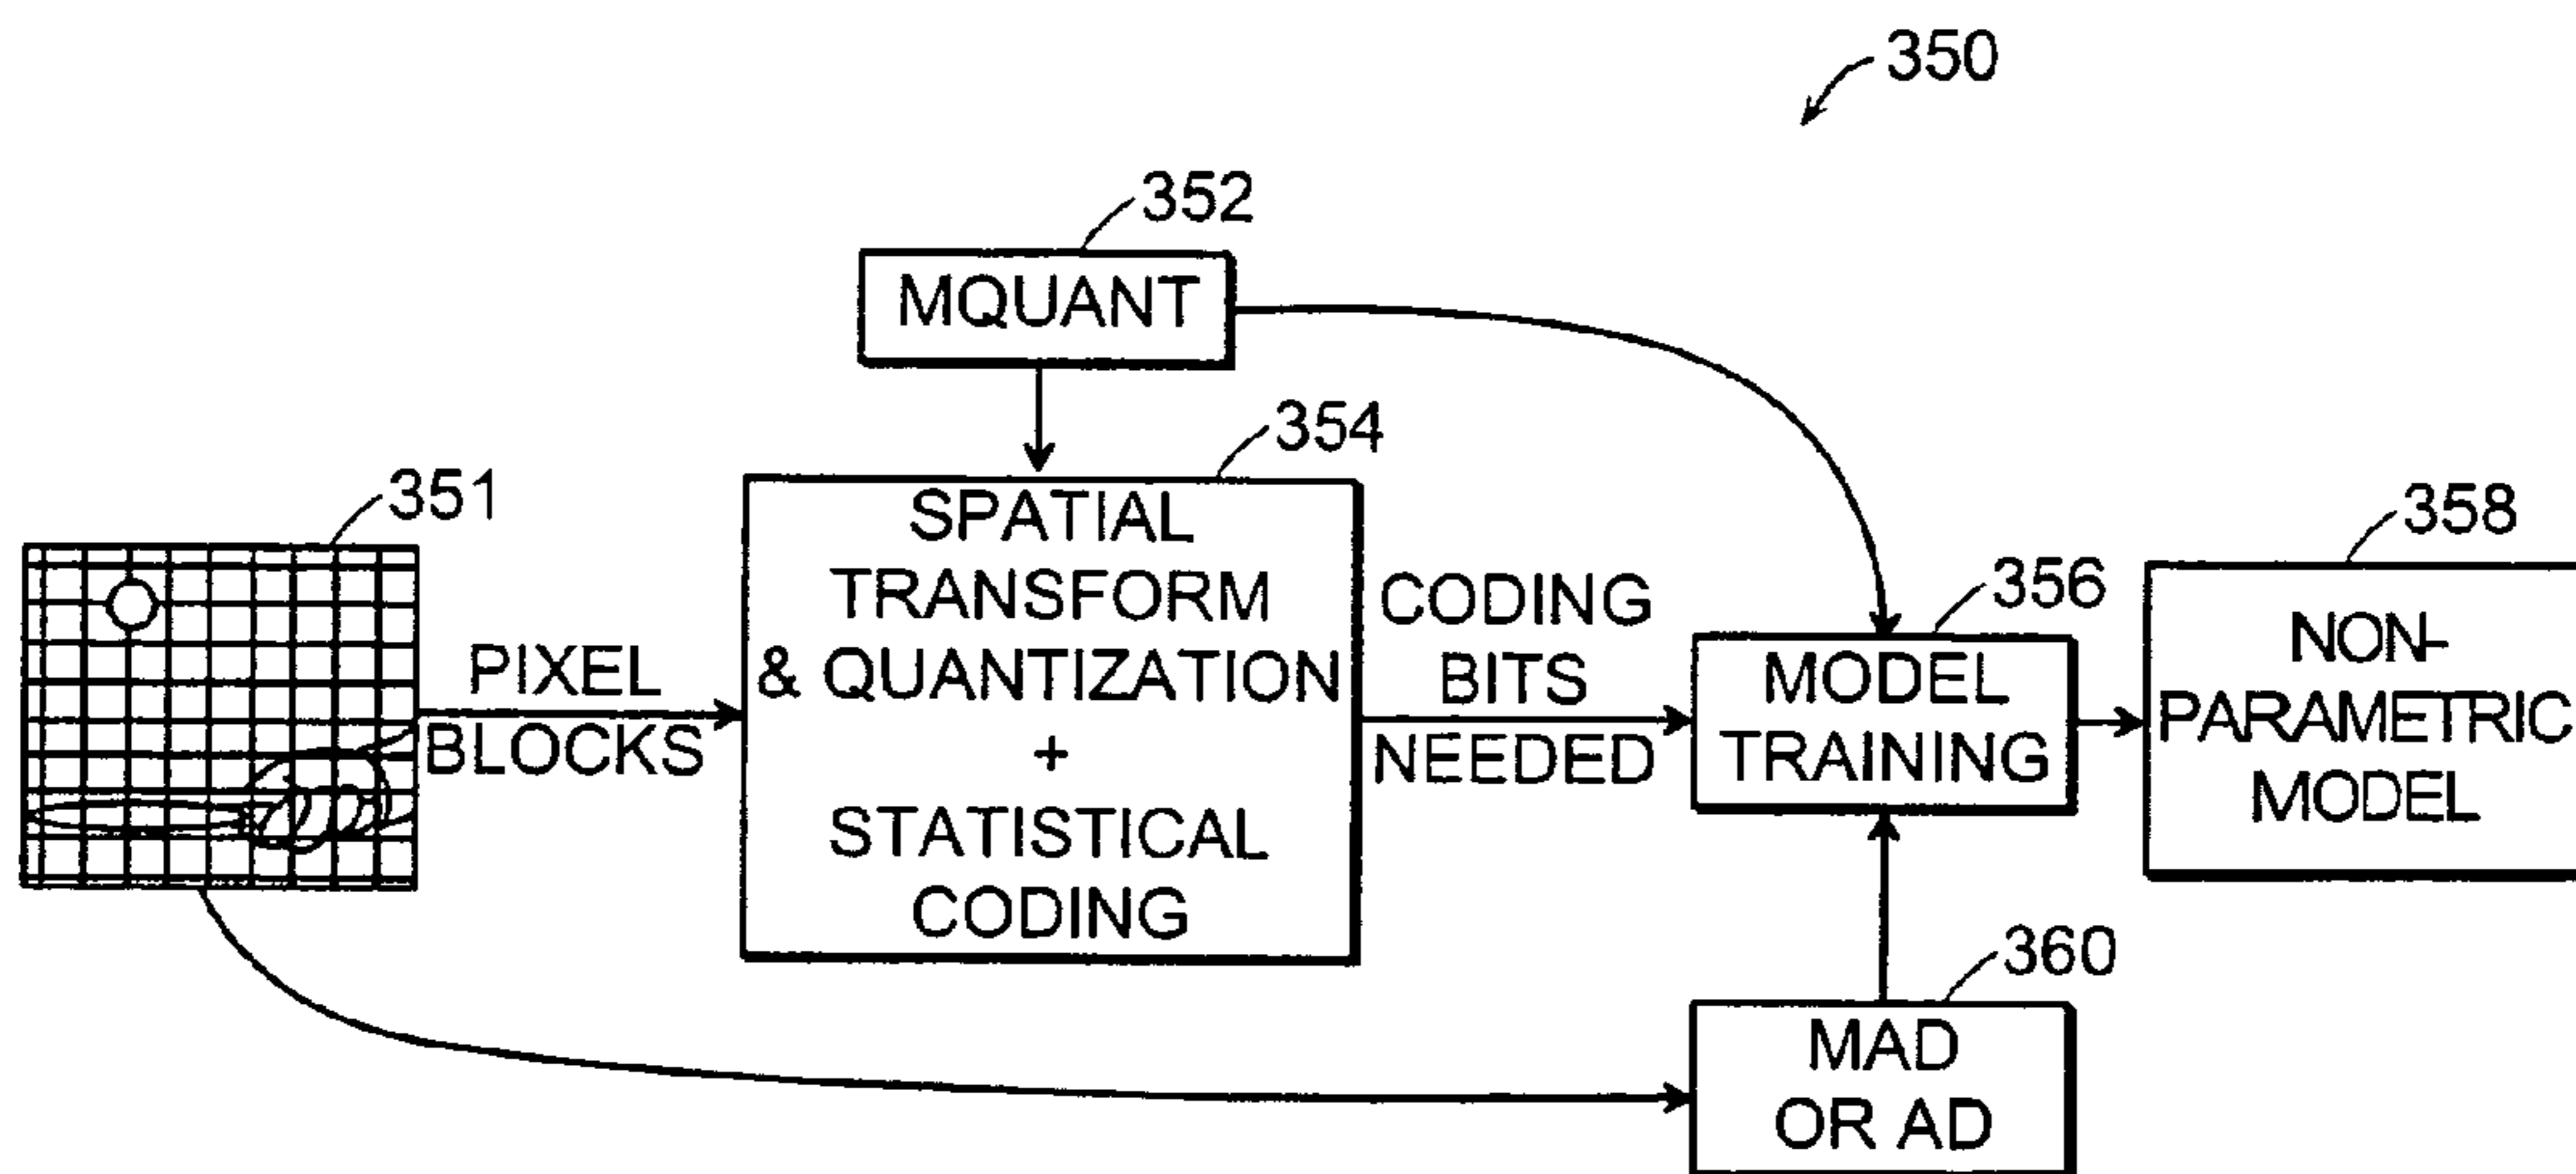 350
352
MQUANT
354
351
SPATIAL
TRANSFORM
& QUANTIZATION
+
STATISTICAL
CODING
PIXEL
BLOCKS
CODING
BITS
NEEDED
356
MODEL
TRAINING
358
NON-
PARAMETRIC
MODEL
360
MAD
OR AD